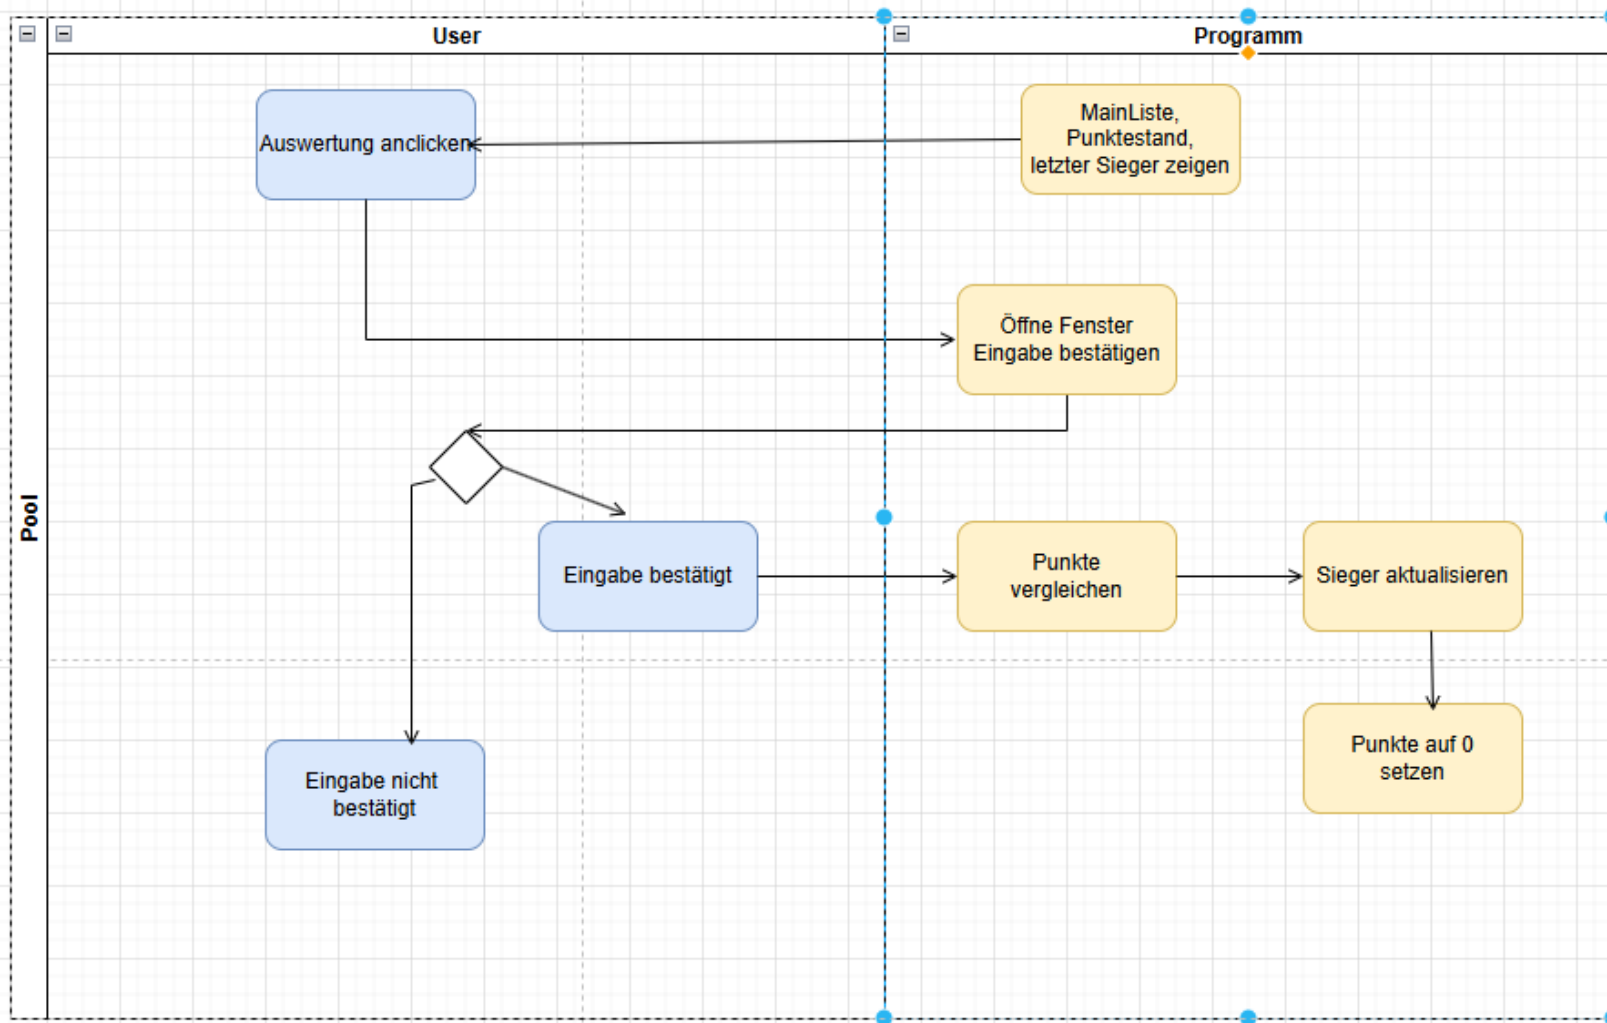 User
Programm
Auswertung anclicken
MainListe,
Punktestand,
letzter Sieger zeigen
Öffne Fenster
Eingabe bestätigen
Pool
Eingabe bestätigt
Punkte
vergleichen
Sieger aktualisieren
Eingabe nicht
bestätigt
Punkte auf 0
setzen